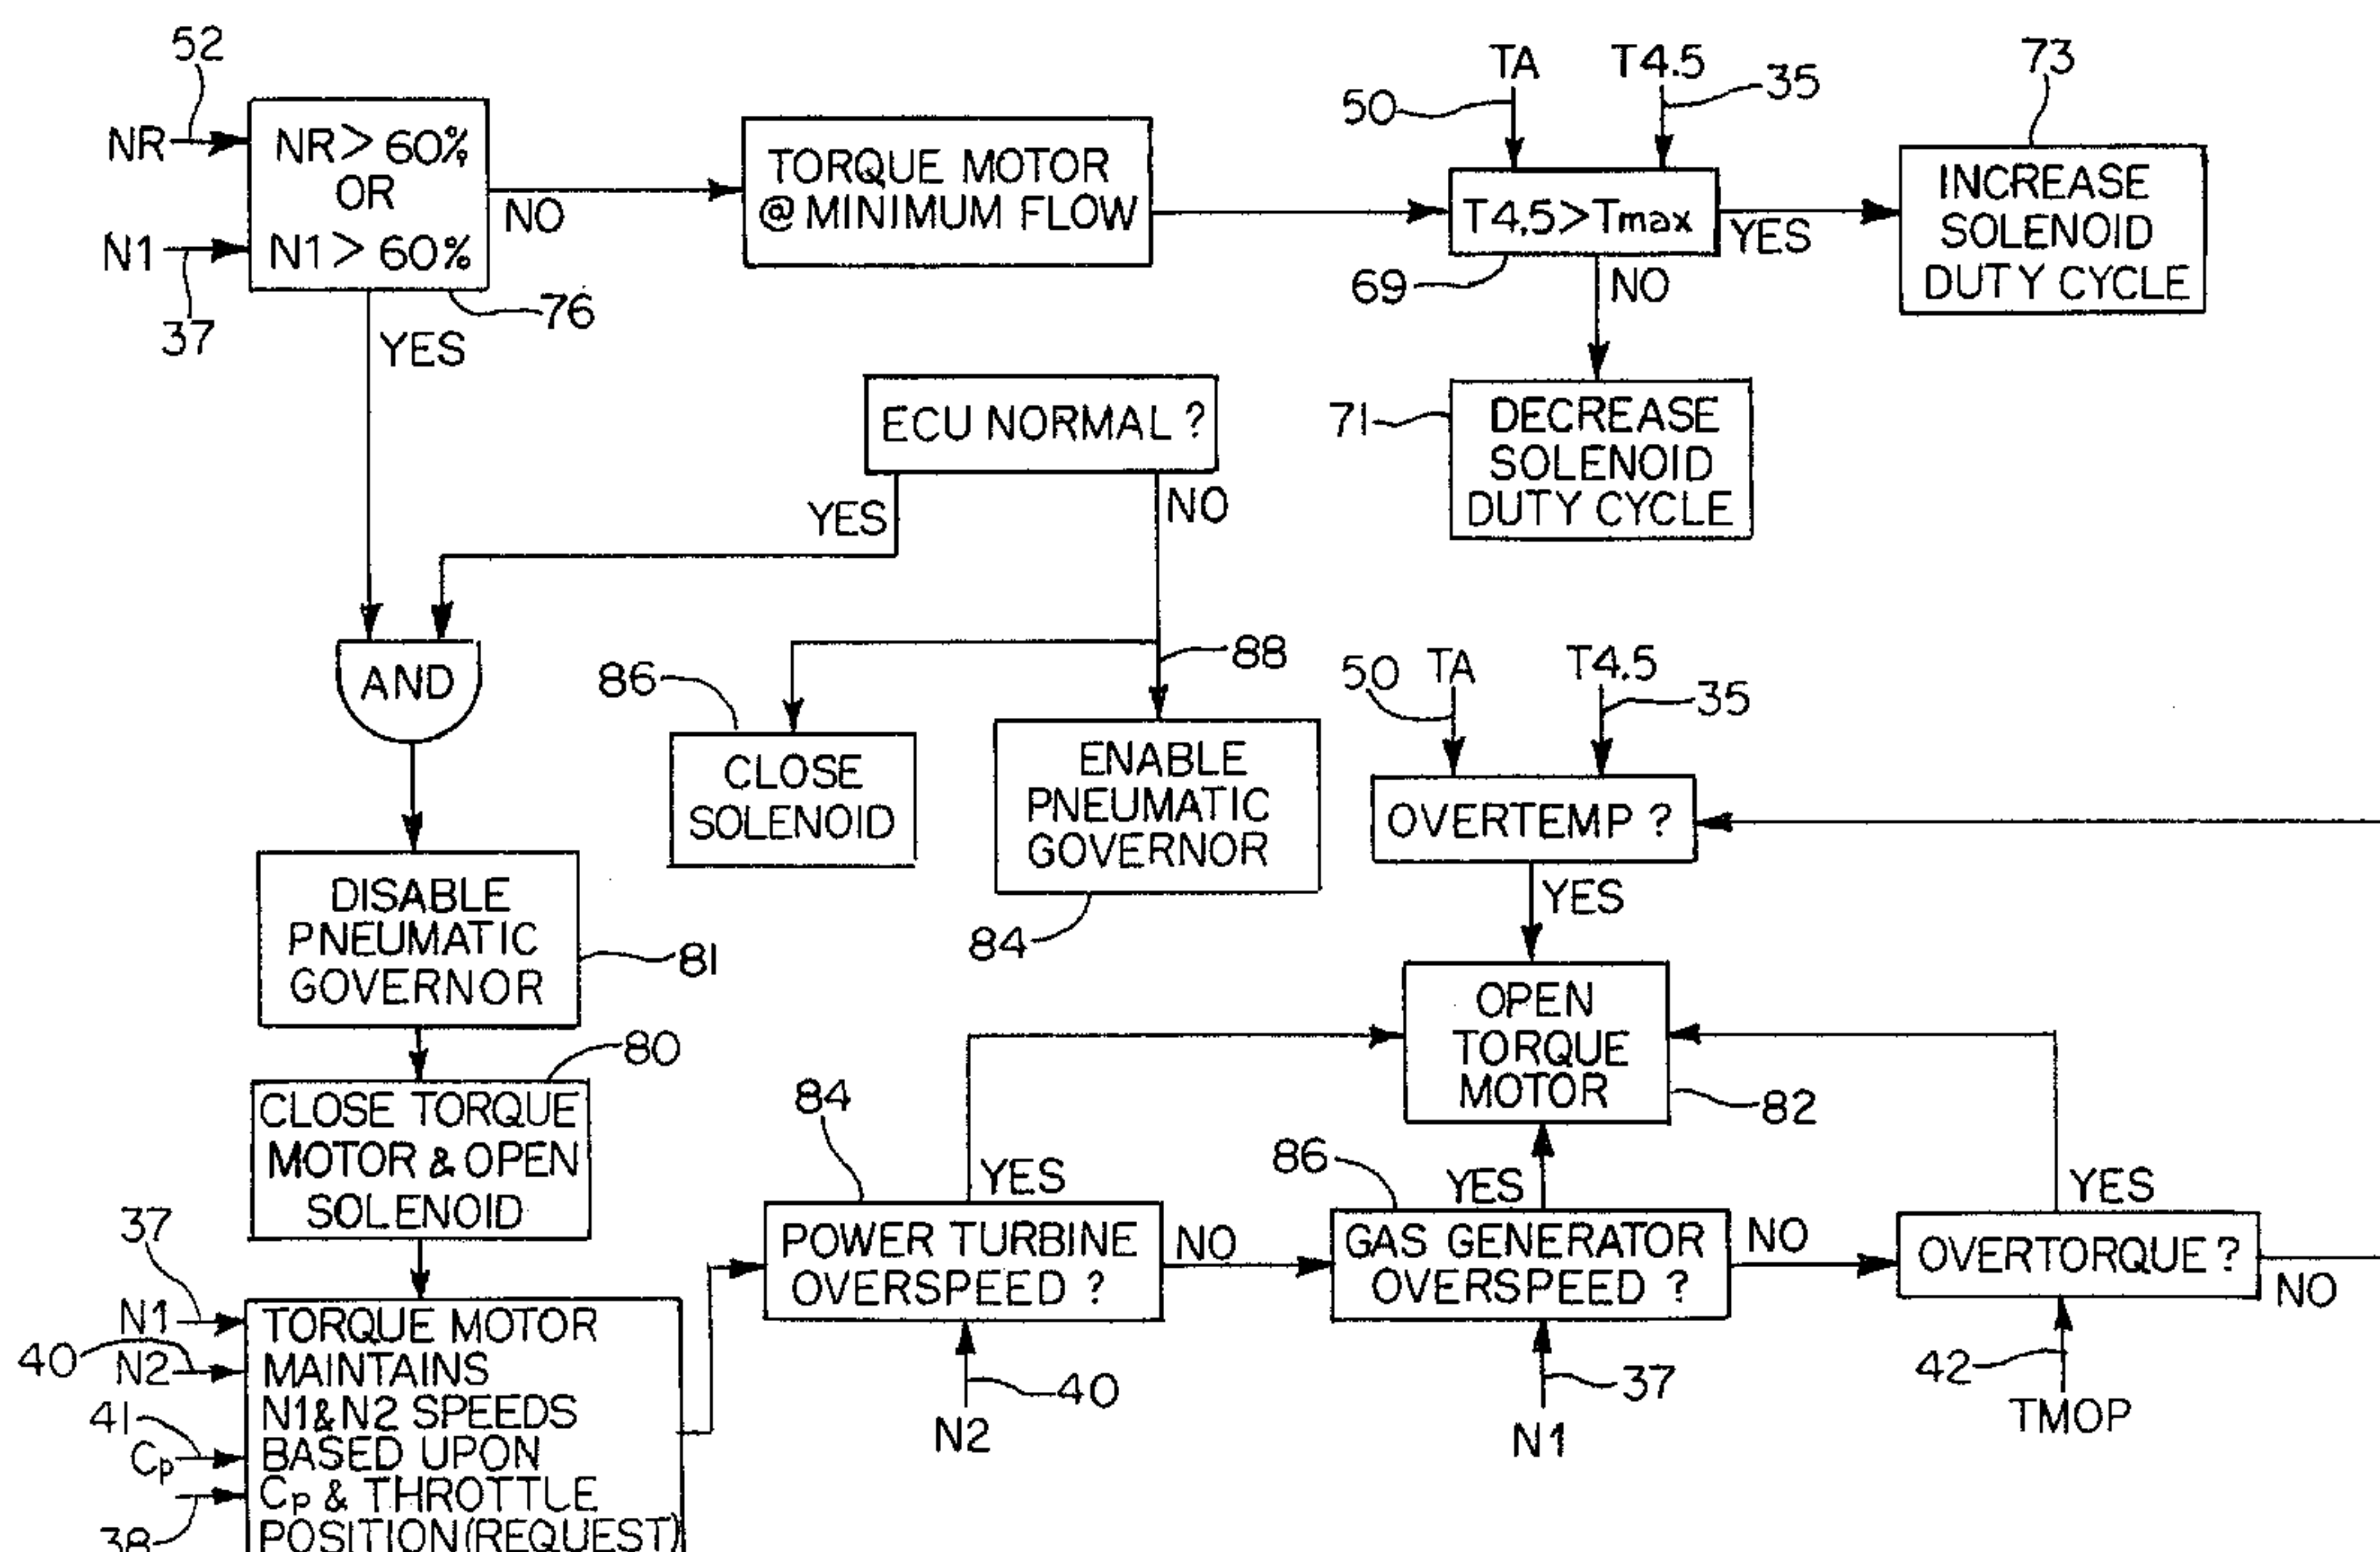 52
NR
NR > 60%
OR
N1 > 60%
N1
37
76
NO
YES
TORQUE MOTOR
@ MINIMUM FLOW
TA
T4.5
50
35
T4.5>Tmax
69
YES
NO
73
INCREASE
SOLENOID
DUTY CYCLE
71
DECREASE
SOLENOID
DUTY CYCLE
ECU NORMAL ?
YES
NO
AND
86
88
CLOSE
SOLENOID
ENABLE
PNEUMATIC
GOVERNOR
84
50
TA
T4.5
35
OVERTEMP ?
YES
DISABLE
PNEUMATIC
GOVERNOR
81
OPEN
TORQUE
MOTOR
82
80
CLOSE TORQUE
MOTOR & OPEN
SOLENOID
84
YES
POWER TURBINE
OVERSPEED ?
NO
40
N2
86
YES
GAS GENERATOR
OVERSPEED ?
NO
37
N1
YES
OVERTORQUE ?
NO
42
TMOP
37
N1
40
N2
41
Cp
38
TORQUE MOTOR
MAINTAINS
N1&N2 SPEEDS
BASED UPON
Cp & THROTTLE
POSITION(REQUEST)